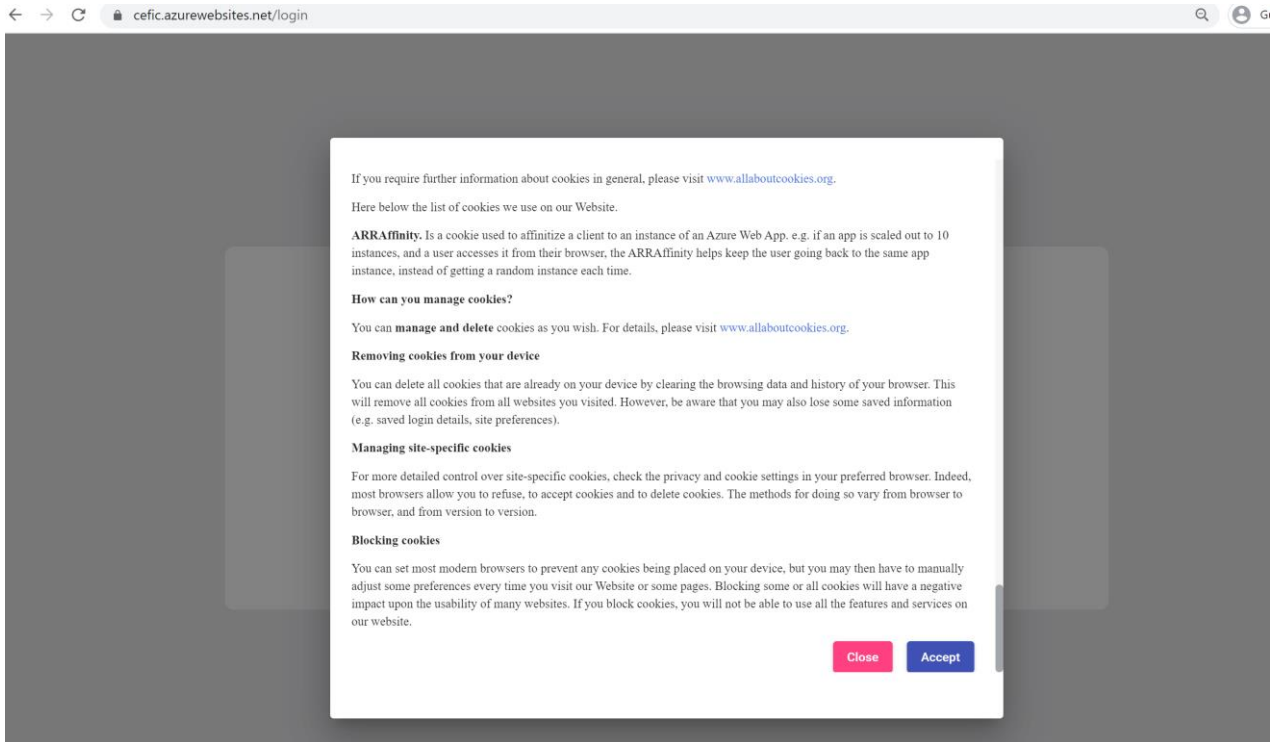 cefic.azurewebsites.net/login
If you require further information about cookies in general, please visit www.allaboutcookies.org.
Here below the list of cookies we use on our Website.
ARRAffinity. Is a cookie used to affinitize a client to an instance of an Azure Web App. e.g. if an app is scaled out to 10
instances, and a user accesses it from their browser, the ARRAffinity helps keep the user going back to the same app
instance, instead of getting a random instance each time.
How can you manage cookies?
You can manage and delete cookies as you wish. For details, please visit www.allaboutcookies.org.
Removing cookies from your device
You can delete all cookies that are already on your device by clearing the browsing data and history of your browser. This
will remove all cookies from all websites you visited. However, be aware that you may also lose some saved information
(e.g. saved login details, site preferences).
Managing site-specific cookies
For more detailed control over site-specific cookies, check the privacy and cookie settings in your preferred browser. Indeed,
most browsers allow you to refuse, to accept cookies and to delete cookies. The methods for doing so vary from browser to
browser, and from version to version.
Blocking cookies
You can set most modern browsers to prevent any cookies being placed on your device, but you may then have to manually
adjust some preferences every time you visit our Website or some pages. Blocking some or all cookies will have a negative
impact upon the usability of many websites. If you block cookies, you will not be able to use all the features and services on
our website.
Close Accept